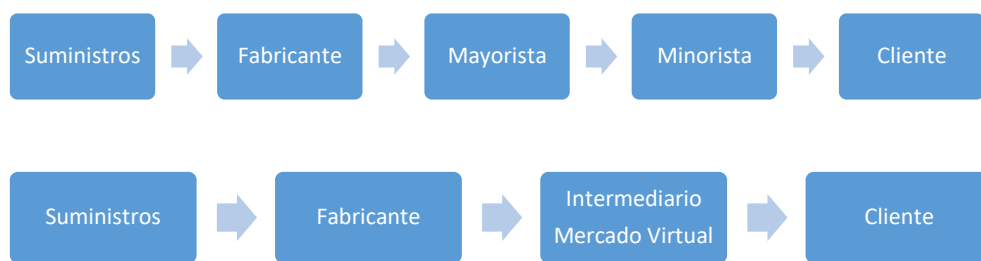 Suministros
Fabricante
Mayorista
Minorista
Cliente
Suministros
Fabricante
Intermediario
Mercado Virtual
Cliente